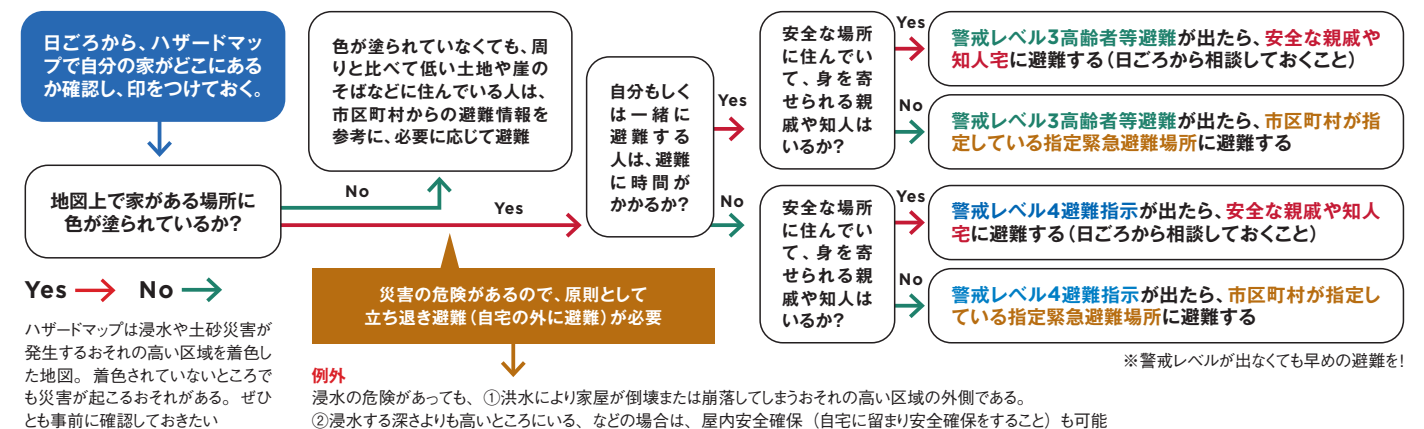 日ごろから、ハザードマッ
プで自分の家がどこにある
か確認し、印をつけておく。
地図上で家がある場所に
色が塗られているか?
Yes
No
ハザードマップは浸水や土砂災害が
発生するおそれの高い区域を着色し
た地図。着色されていないところで
も災害が起こるおそれがある。ぜひ
とも事前に確認しておきたい
No
Yes
色が塗られていなくても、周
りと比べて低い土地や崖の
そばなどに住んでいる人は、
市区町村からの避難情報を
参考に、必要に応じて避難
災害の危険があるので、原則として
立ち退き避難(自宅の外に避難)が必要
例外
浸水の危険があっても、①洪水により家屋が倒壊または崩落してしまうおそれの高い区域の外側である。
②浸水する深さよりも高いところにいる、などの場合は、屋内安全確保(自宅に留まり安全確保をすること)も可能
自分もしく
は一緒に
避難する
人は、避難
に時間が
かかるか?
Yes
No
安全な場所
に住んでい
て、身を寄
せられる親
戚や知人は
いるか?
Yes
No
警戒レベル3高齢者等避難が出たら、安全な親戚や
知人宅に避難する(日ごろから相談しておくこと)
警戒レベル3高齢者等避難が出たら、市区町村が指
定している指定緊急避難場所に避難する
安全な場所
に住んでい
て、身を寄
せられる親
戚や知人は
いるか?
Yes
No
警戒レベル4避難指示が出たら、安全な親戚や知人
宅に避難する(日ごろから相談しておくこと)
警戒レベル4避難指示が出たら、市区町村が指定し
ている指定緊急避難場所に避難する
※警戒レベルが出なくても早めの避難を!